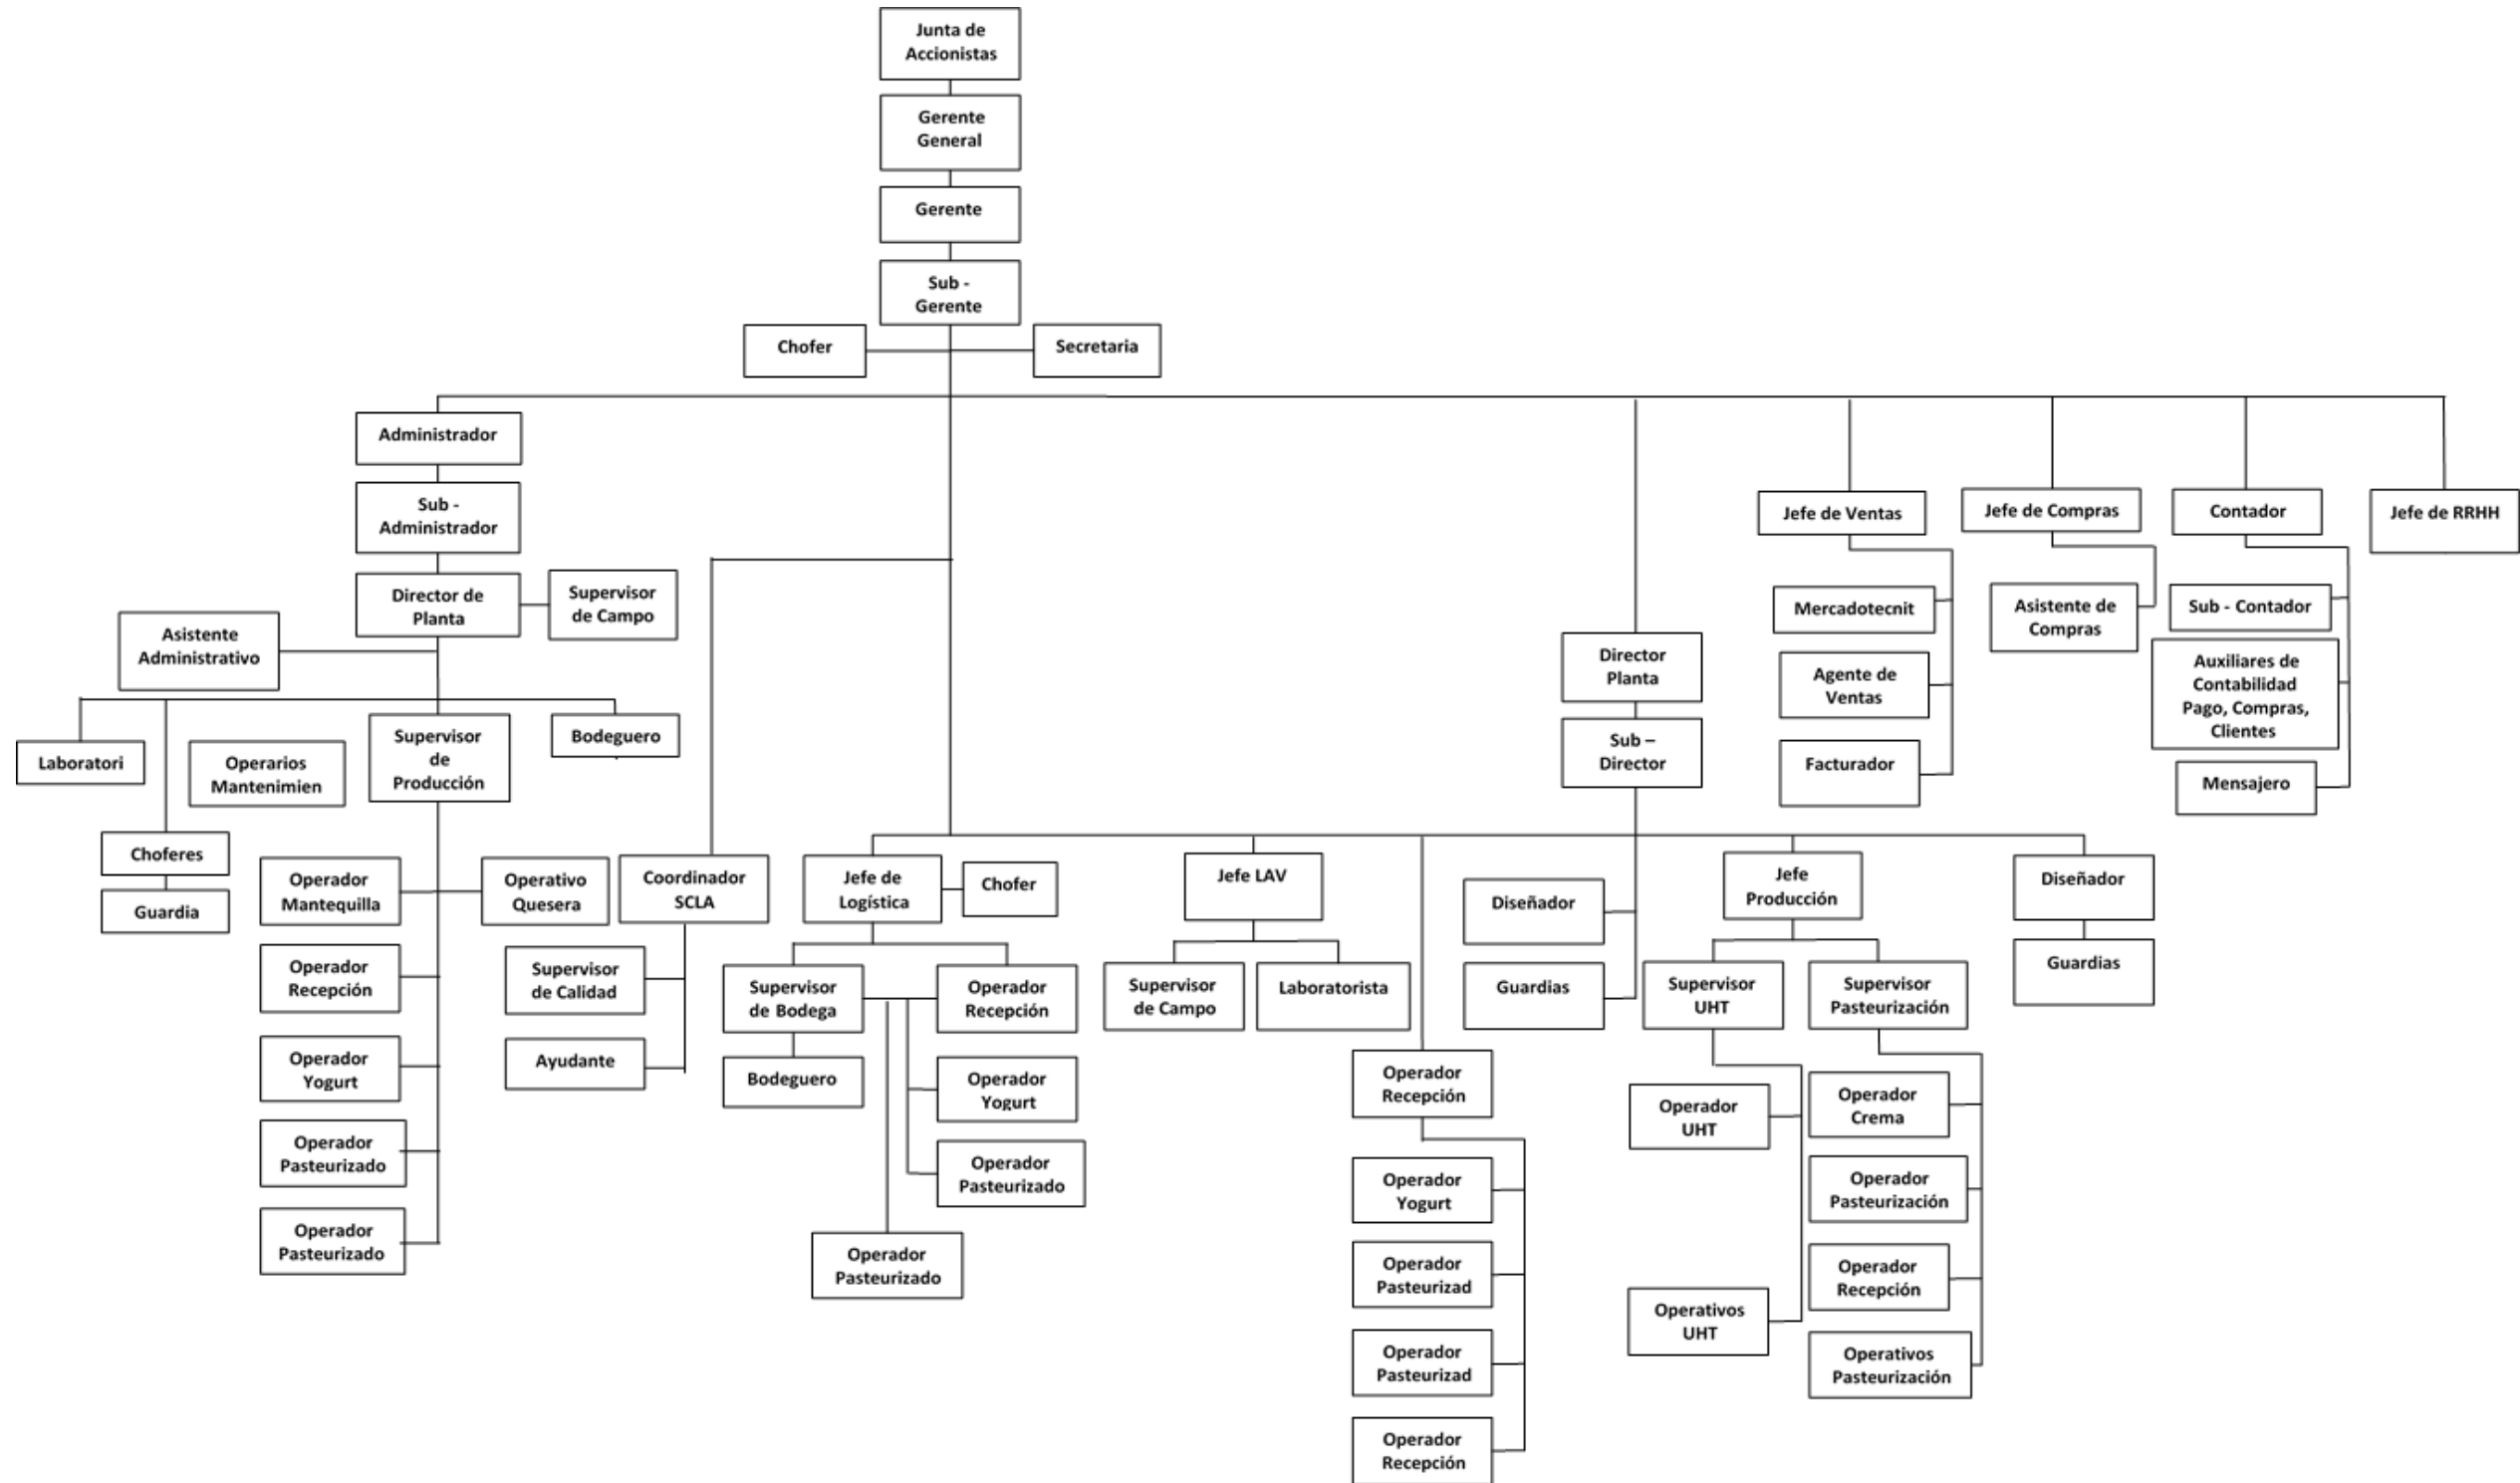 Junta de
Accionistas
Gerente
General
Gerente
Sub -
Gerente
Chofer
Secretaria
Administrador
Sub -
Administrador
Director de
Planta
Supervisor
de Campo
Asistente
Administrativo
Laboratori
Operarios
Mantenimien
Supervisor
de
Producción
Bodeguero
Choferes
Guardia
Operador
Mantequilla
Operativo
Quesera
Operador
Recepción
Operador
Yogurt
Operador
Pasteurizado
Operador
Pasteurizado
Coordinador
SCLA
Supervisor
de Calidad
Ayudante
Jefe de
Logística
Chofer
Supervisor
de Bodega
Operador
Recepción
Bodeguero
Operador
Yogurt
Operador
Pasteurizado
Operador
Pasteurizado
Jefe LAV
Supervisor
de Campo
Laboratorista
Operador
Recepción
Operador
Yogurt
Operador
Pasteurizad
Operador
Pasteurizad
Operador
Recepción
Director
Planta
Sub –
Director
Diseñador
Guardias
Jefe
Producción
Supervisor
UHT
Supervisor
Pasteurización
Operador
UHT
Operativos
UHT
Operador
Crema
Operador
Pasteurización
Operador
Recepción
Operativos
Pasteurización
Diseñador
Guardias
Jefe de Ventas
Mercadotecnit
Agente de
Ventas
Facturador
Jefe de Compras
Asistente de
Compras
Contador
Sub - Contador
Auxiliares de
Contabilidad
Pago, Compras,
Clientes
Mensajero
Jefe de RRHH